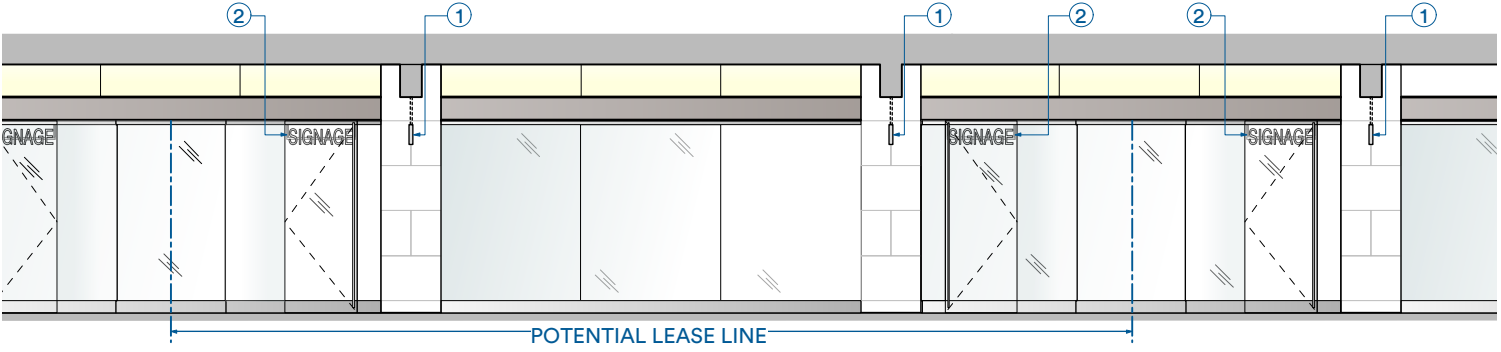 2 1 1 2 2 1
GNAGE SIGNAGE SIGNAGE SIGNAGE
POTENTIAL LEASE LINE